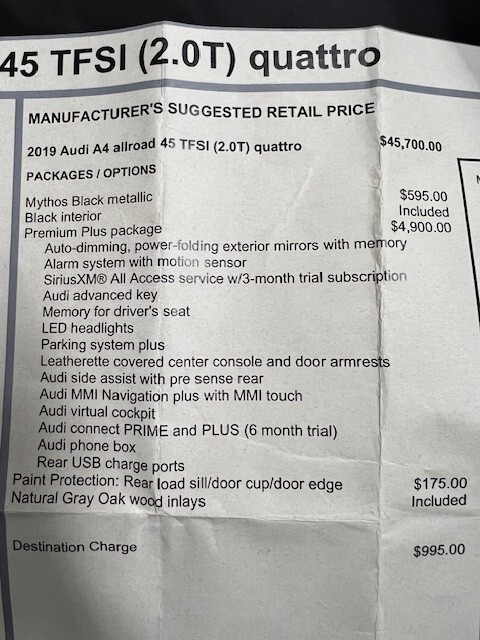 45 TFSI (2.0T) quattro
MANUFACTURER'S SUGGESTED RETAIL PRICE
2019 Audi A4 allroad 45 TFSI (2.0T) quattro $45,700.00
PACKAGES / OPTIONS
Mythos Black metallic $595.00
Black interior Included
Premium Plus package $4,900.00
Auto-dimming, power-folding exterior mirrors with memory
Alarm system with motion sensor
SiriusXM® All Access service w/3-month trial subscription
Audi advanced key
Memory for driver's seat
LED headlights
Parking system plus
Leatherette covered center console and door armrests
Audi side assist with pre sense rear
Audi MMI Navigation plus with MMI touch
Audi virtual cockpit
Audi connect PRIME and PLUS (6 month trial)
Audi phone box
Rear USB charge ports
Paint Protection: Rear load sill/door cup/door edge $175.00
Natural Gray Oak wood inlays Included
Destination Charge $995.00